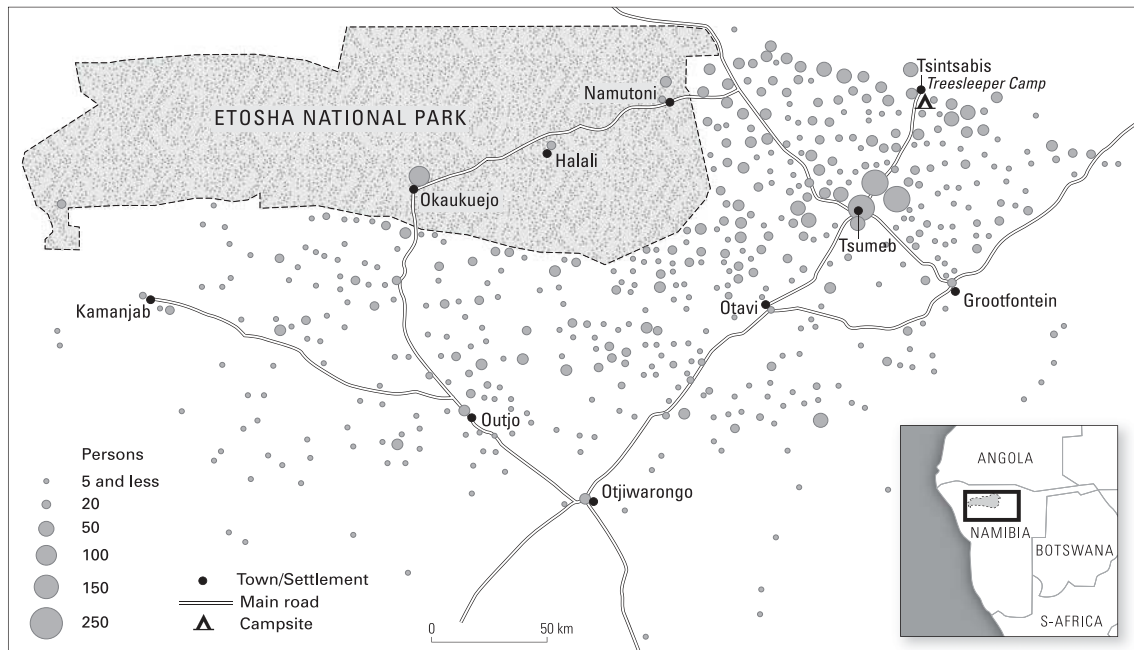 Tsintsabis
Treesleeper Camp
Namutoni
ETOSHA NATIONAL PARK
Halali
Okaukuejo
Tsumeb
Kamanjab
Otavi
Grootfontein
Outjo
Otjiwarongo
Persons
5 and less
20
50
100
150
250
Town/Settlement
Main road
Campsite
0 50 km
ANGOLA
NAMIBIA
BOTSWANA
S-AFRICA